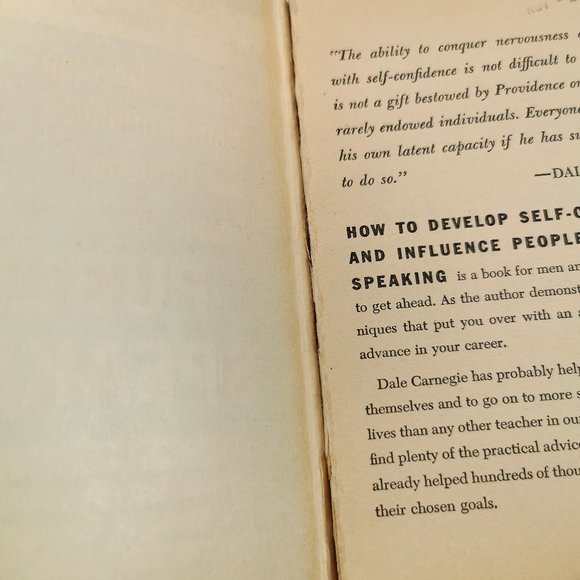 "The ability to conquer nervousness
with self-confidence is not difficult to
is not a gift bestowed by Providence on
rarely endowed individuals. Everyone
his own latent capacity if he has su
to do so."
—DAL
HOW TO DEVELOP SELF-C
AND INFLUENCE PEOPLE
SPEAKING is a book for men an
to get ahead. As the author demonst
niques that put you over with an a
advance in your career.
Dale Carnegie has probably help
themselves and to go on to more s
lives than any other teacher in ou
find plenty of the practical advice
already helped hundreds of thou
their chosen goals.